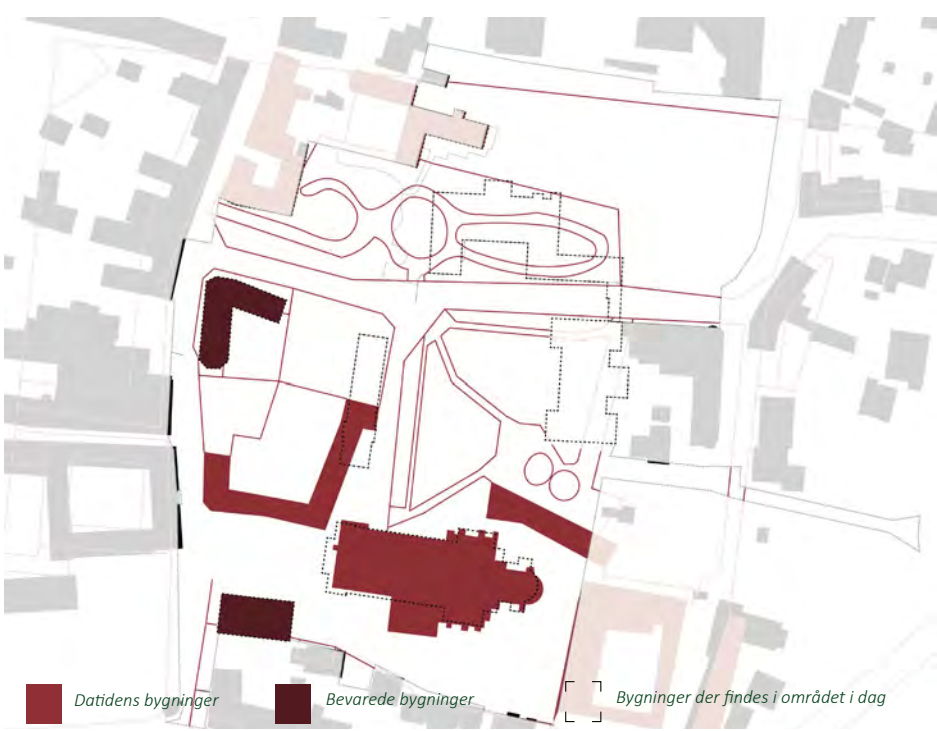 Datidens bygninger
Bevarede bygninger
Bygninger der findes i området i dag